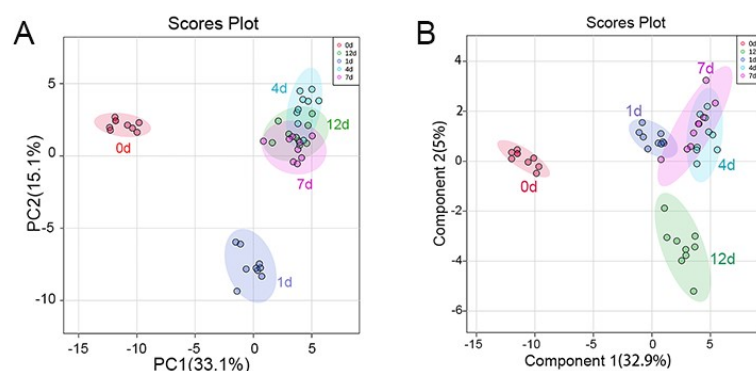 A
Scores Plot
0d
12d
1d
4d
7d
4d
12d
0d
7d
1d
5
0
-5
-10
PC2(15.1%)
-15
-10
-5
0
5
PC1(33.1%)
B
Scores Plot
0d
12d
1d
4d
7d
7d
1d
4d
0d
12d
4
2
0
-2
-4
-6
Component 2(5%)
-15
-10
-5
0
5
10
Component 1(32.9%)